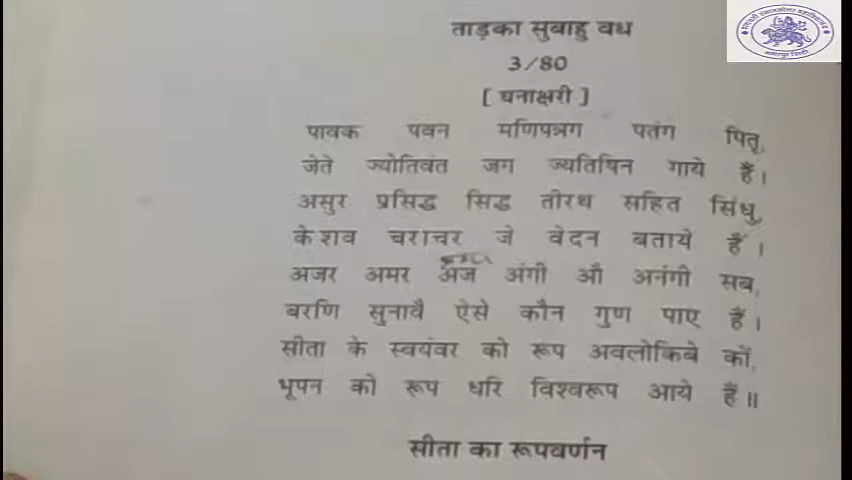 ताड़का सुबाहु वध
3/80
[ घनाक्षरी ]
पावक पवन मणिपन्नग पतंग पितृ,
जेते ज्योतिवंत जग ज्यतिषिन गाये हैं।
असुर प्रसिद्ध सिद्ध तीरथ सहित सिंधु,
केशव चराचर जे वेदन बताये हैं।
अजर अमर अज अंगी औ अनंगी सब,
बरणि सुनावै ऐसे कौन गुण पाए हैं।
सीता के स्वयंवर को रूप अवलोकिबे कों,
भूपन को रूप धरि विश्वरूप आये हैं॥
सीता का रूपवर्णन